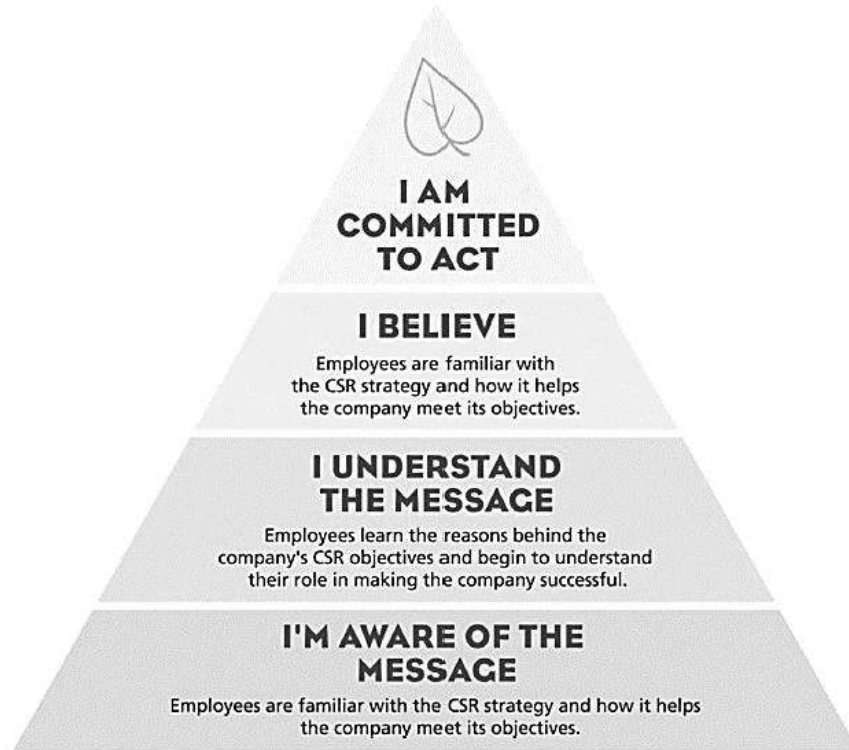 I AM
COMMITTED
TO ACT
I BELIEVE
Employees are familiar with
the CSR strategy and how it helps
the company meet its objectives.
I UNDERSTAND
THE MESSAGE
Employees learn the reasons behind the
company's CSR objectives and begin to understand
their role in making the company successful.
I'M AWARE OF THE
MESSAGE
Employees are familiar with the CSR strategy and how it helps
the company meet its objectives.